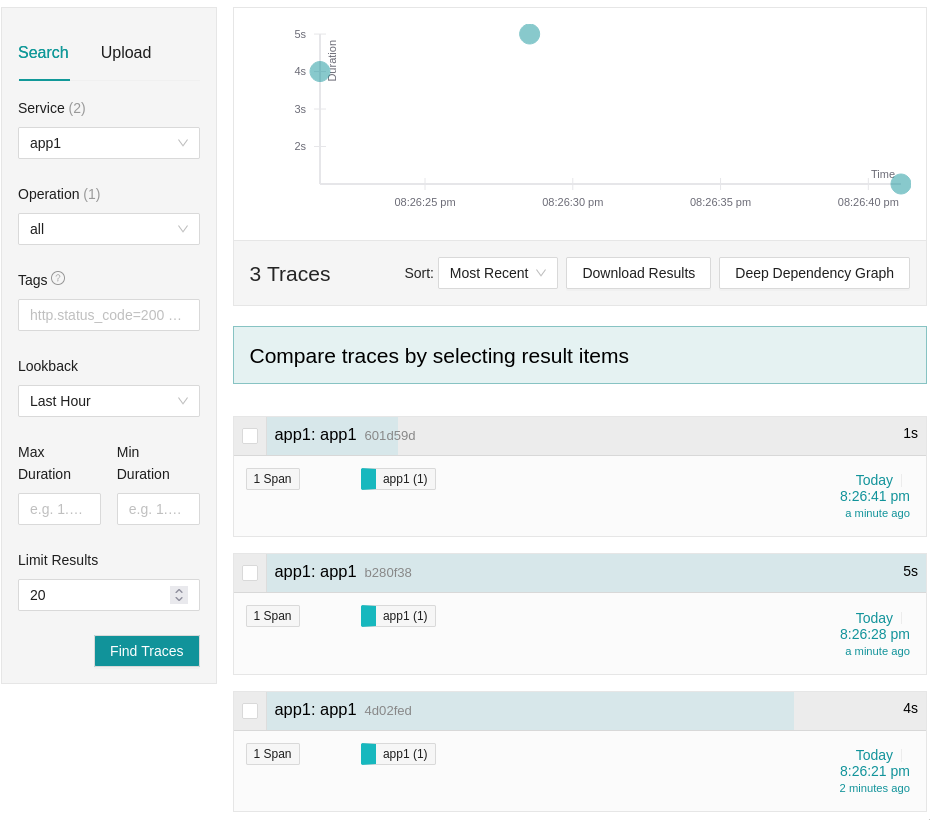 Search Upload
Service (2)
app1
Operation (1)
all
Tags ?
http.status_code=200 …
Lookback
Last Hour
Max Duration
Min Duration
e.g. 1.… e.g. 1.…
Limit Results
20
Find Traces
5s
4s
3s
2s
Duration
Time
08:26:25 pm 08:26:30 pm 08:26:35 pm 08:26:40 pm
3 Traces Sort: Most Recent Download Results Deep Dependency Graph
Compare traces by selecting result items
app1: app1 601d59d 1s
1 Span app1 (1) Today
8:26:41 pm
a minute ago
app1: app1 b280f38 5s
1 Span app1 (1) Today
8:26:28 pm
a minute ago
app1: app1 4d02fed 4s
1 Span app1 (1) Today
8:26:21 pm
2 minutes ago